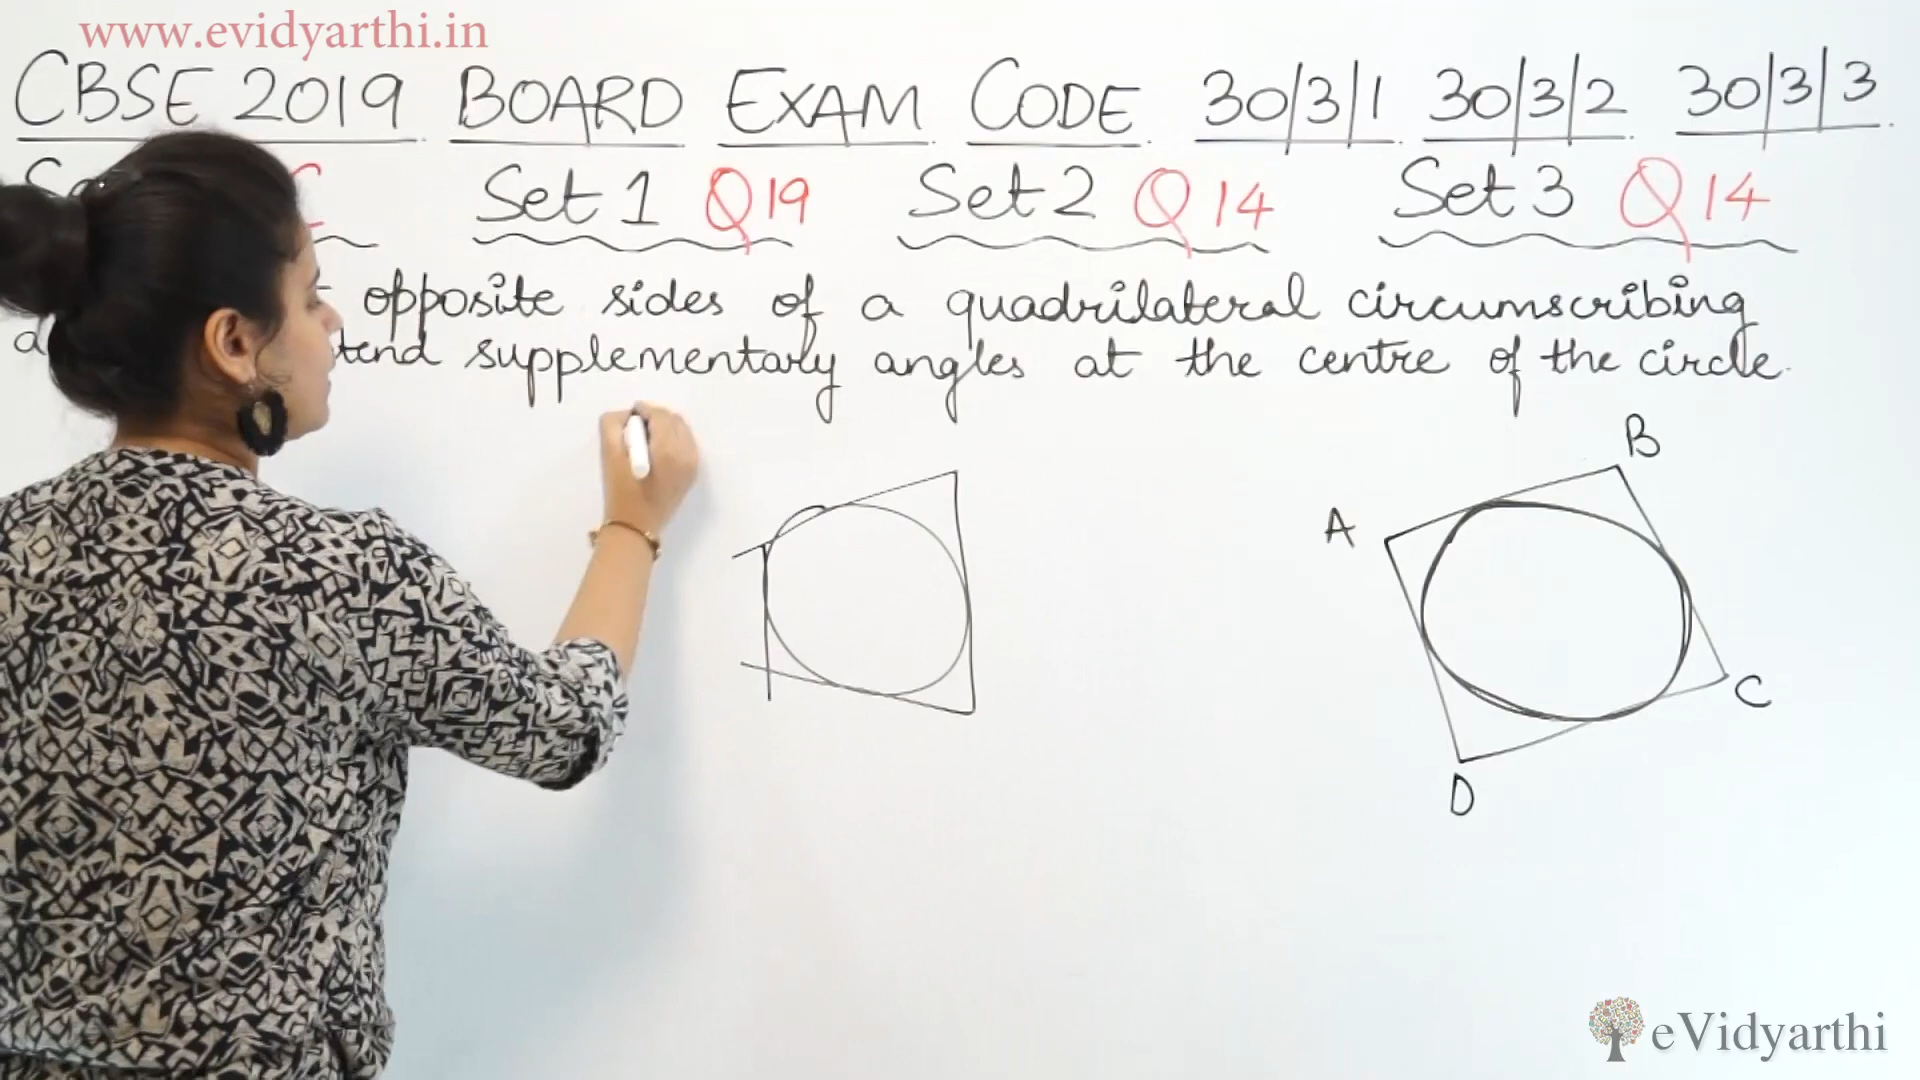 www.evidyarthi.in
CBSE 2019 BOARD EXAM CODE 30/3/1 30/3/2 30/3/3
Set 1 Q19 Set 2 Q14 Set 3 Q14
opposite sides of a quadrilateral circumscribing
supplementary angles at the centre of the circle.
B
A
C
D
eVidyarthi